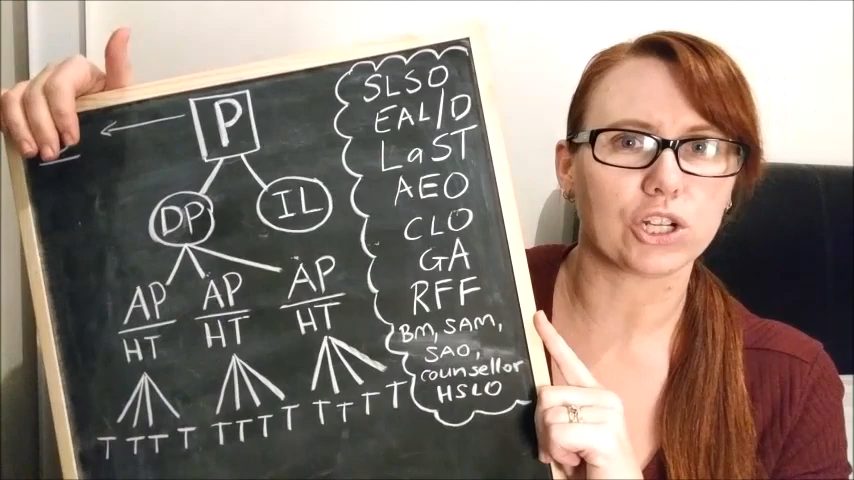 P
DP IL
AP AP AP
HT HT HT
T T T T T T T T T T T T
SLSO
EAL/D
LaST
AEO
CLO
GA
RFF
BM, SAM,
SAO,
counsellor
HSLO